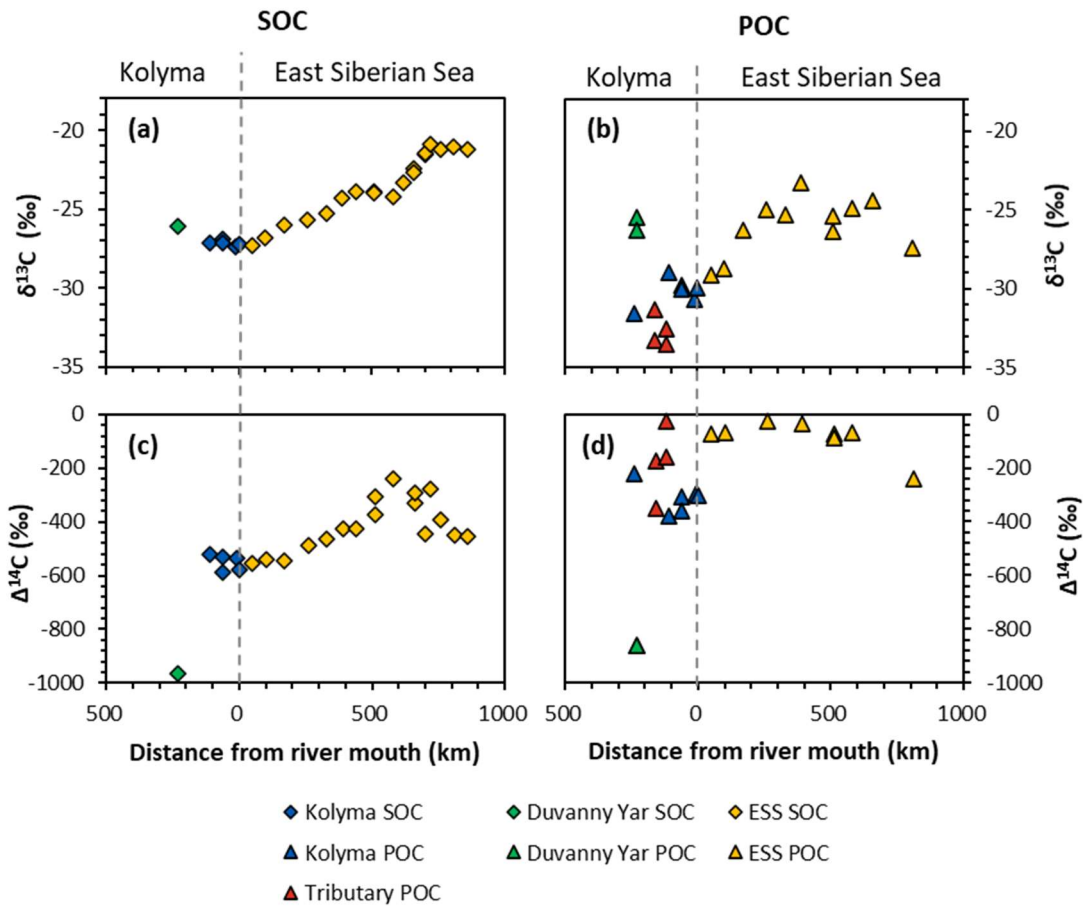 SOC
POC
Kolyma
East Siberian Sea
Kolyma
East Siberian Sea
(a)
(b)
-20
-25
-30
-35
δ¹³C (‰)
-20
-25
-30
-35
δ¹³C (‰)
(c)
(d)
0
-200
-400
-600
-800
-1000
Δ¹⁴C (‰)
0
-200
-400
-600
-800
-1000
Δ¹⁴C (‰)
500 0 500 1000
500 0 500 1000
Distance from river mouth (km)
Distance from river mouth (km)
Kolyma SOC
Duvanny Yar SOC
ESS SOC
Kolyma POC
Duvanny Yar POC
ESS POC
Tributary POC